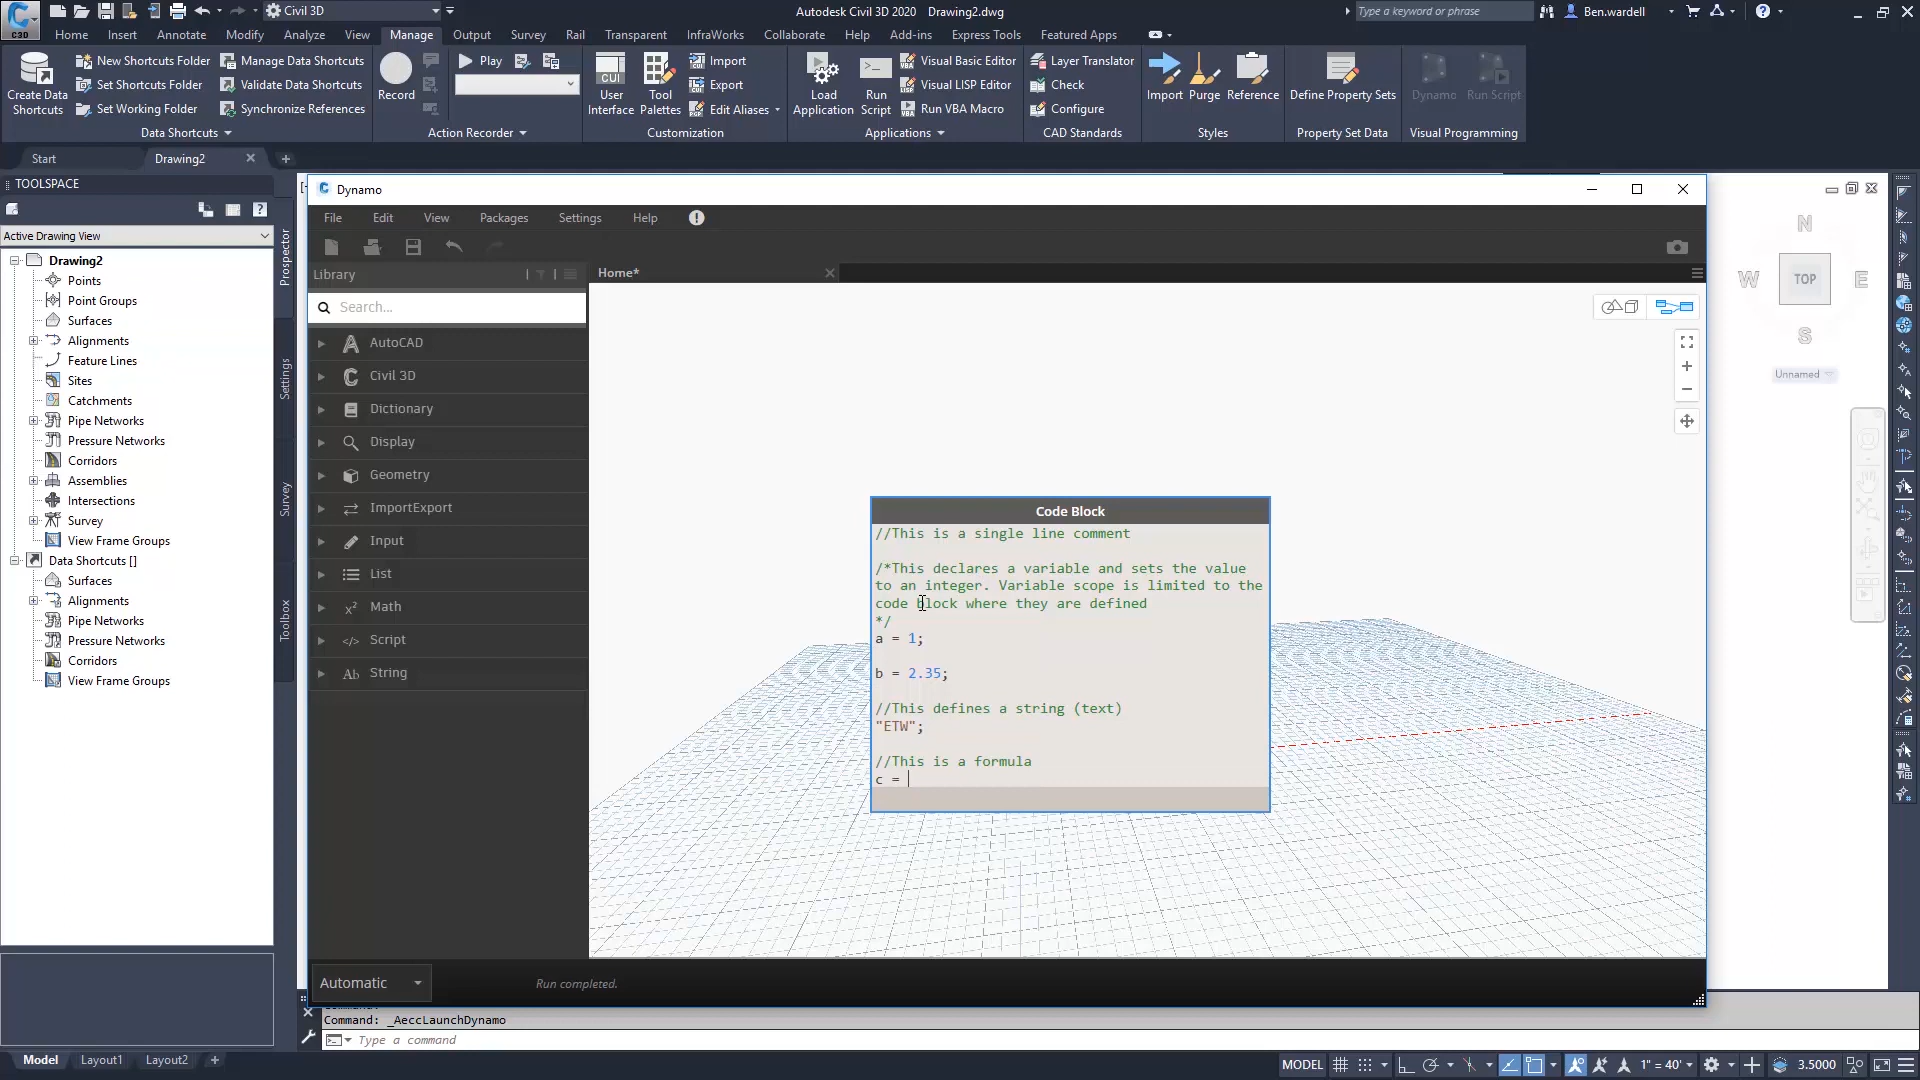 C3D
Civil 3D
Autodesk Civil 3D 2020 Drawing2.dwg
Type a keyword or phrase
Ben.wardell
Home Insert Annotate Modify Analyze View Manage Output Survey Rail Transparent InfraWorks Collaborate Help Add-ins Express Tools Featured Apps
Create Data Shortcuts
New Shortcuts Folder
Set Shortcuts Folder
Set Working Folder
Manage Data Shortcuts
Validate Data Shortcuts
Synchronize References
Data Shortcuts
Record
Play
Action Recorder
CUI
User Interface
Tool Palettes
Import
Export
Edit Aliases
Customization
Load Application
Run Script
Visual Basic Editor
Visual LISP Editor
Run VBA Macro
Applications
Layer Translator
Check
Configure
CAD Standards
Import
Purge
Reference
Styles
Define Property Sets
Property Set Data
Dynamo
Run Script
Visual Programming
Start
Drawing2
TOOLSPACE
Active Drawing View
Drawing2
Points
Point Groups
Surfaces
Alignments
Feature Lines
Sites
Catchments
Pipe Networks
Pressure Networks
Corridors
Assemblies
Intersections
Survey
View Frame Groups
Data Shortcuts []
Surfaces
Alignments
Pipe Networks
Pressure Networks
Corridors
View Frame Groups
Prospector
Settings
Survey
Toolbox
Dynamo
File Edit View Packages Settings Help
Library
Home*
Search...
AutoCAD
Civil 3D
Dictionary
Display
Geometry
ImportExport
Input
List
Math
Script
String
Code Block
//This is a single line comment
/*This declares a variable and sets the value
to an integer. Variable scope is limited to the
code block where they are defined
*/
a = 1;
b = 2.35;
//This defines a string (text)
"ETW";
//This is a formula
c =
Automatic
Run completed.
N
W
TOP
E
S
Unnamed
Command: _AeccLaunchDynamo
Type a command
Model Layout1 Layout2
MODEL
1" = 40'
3.5000